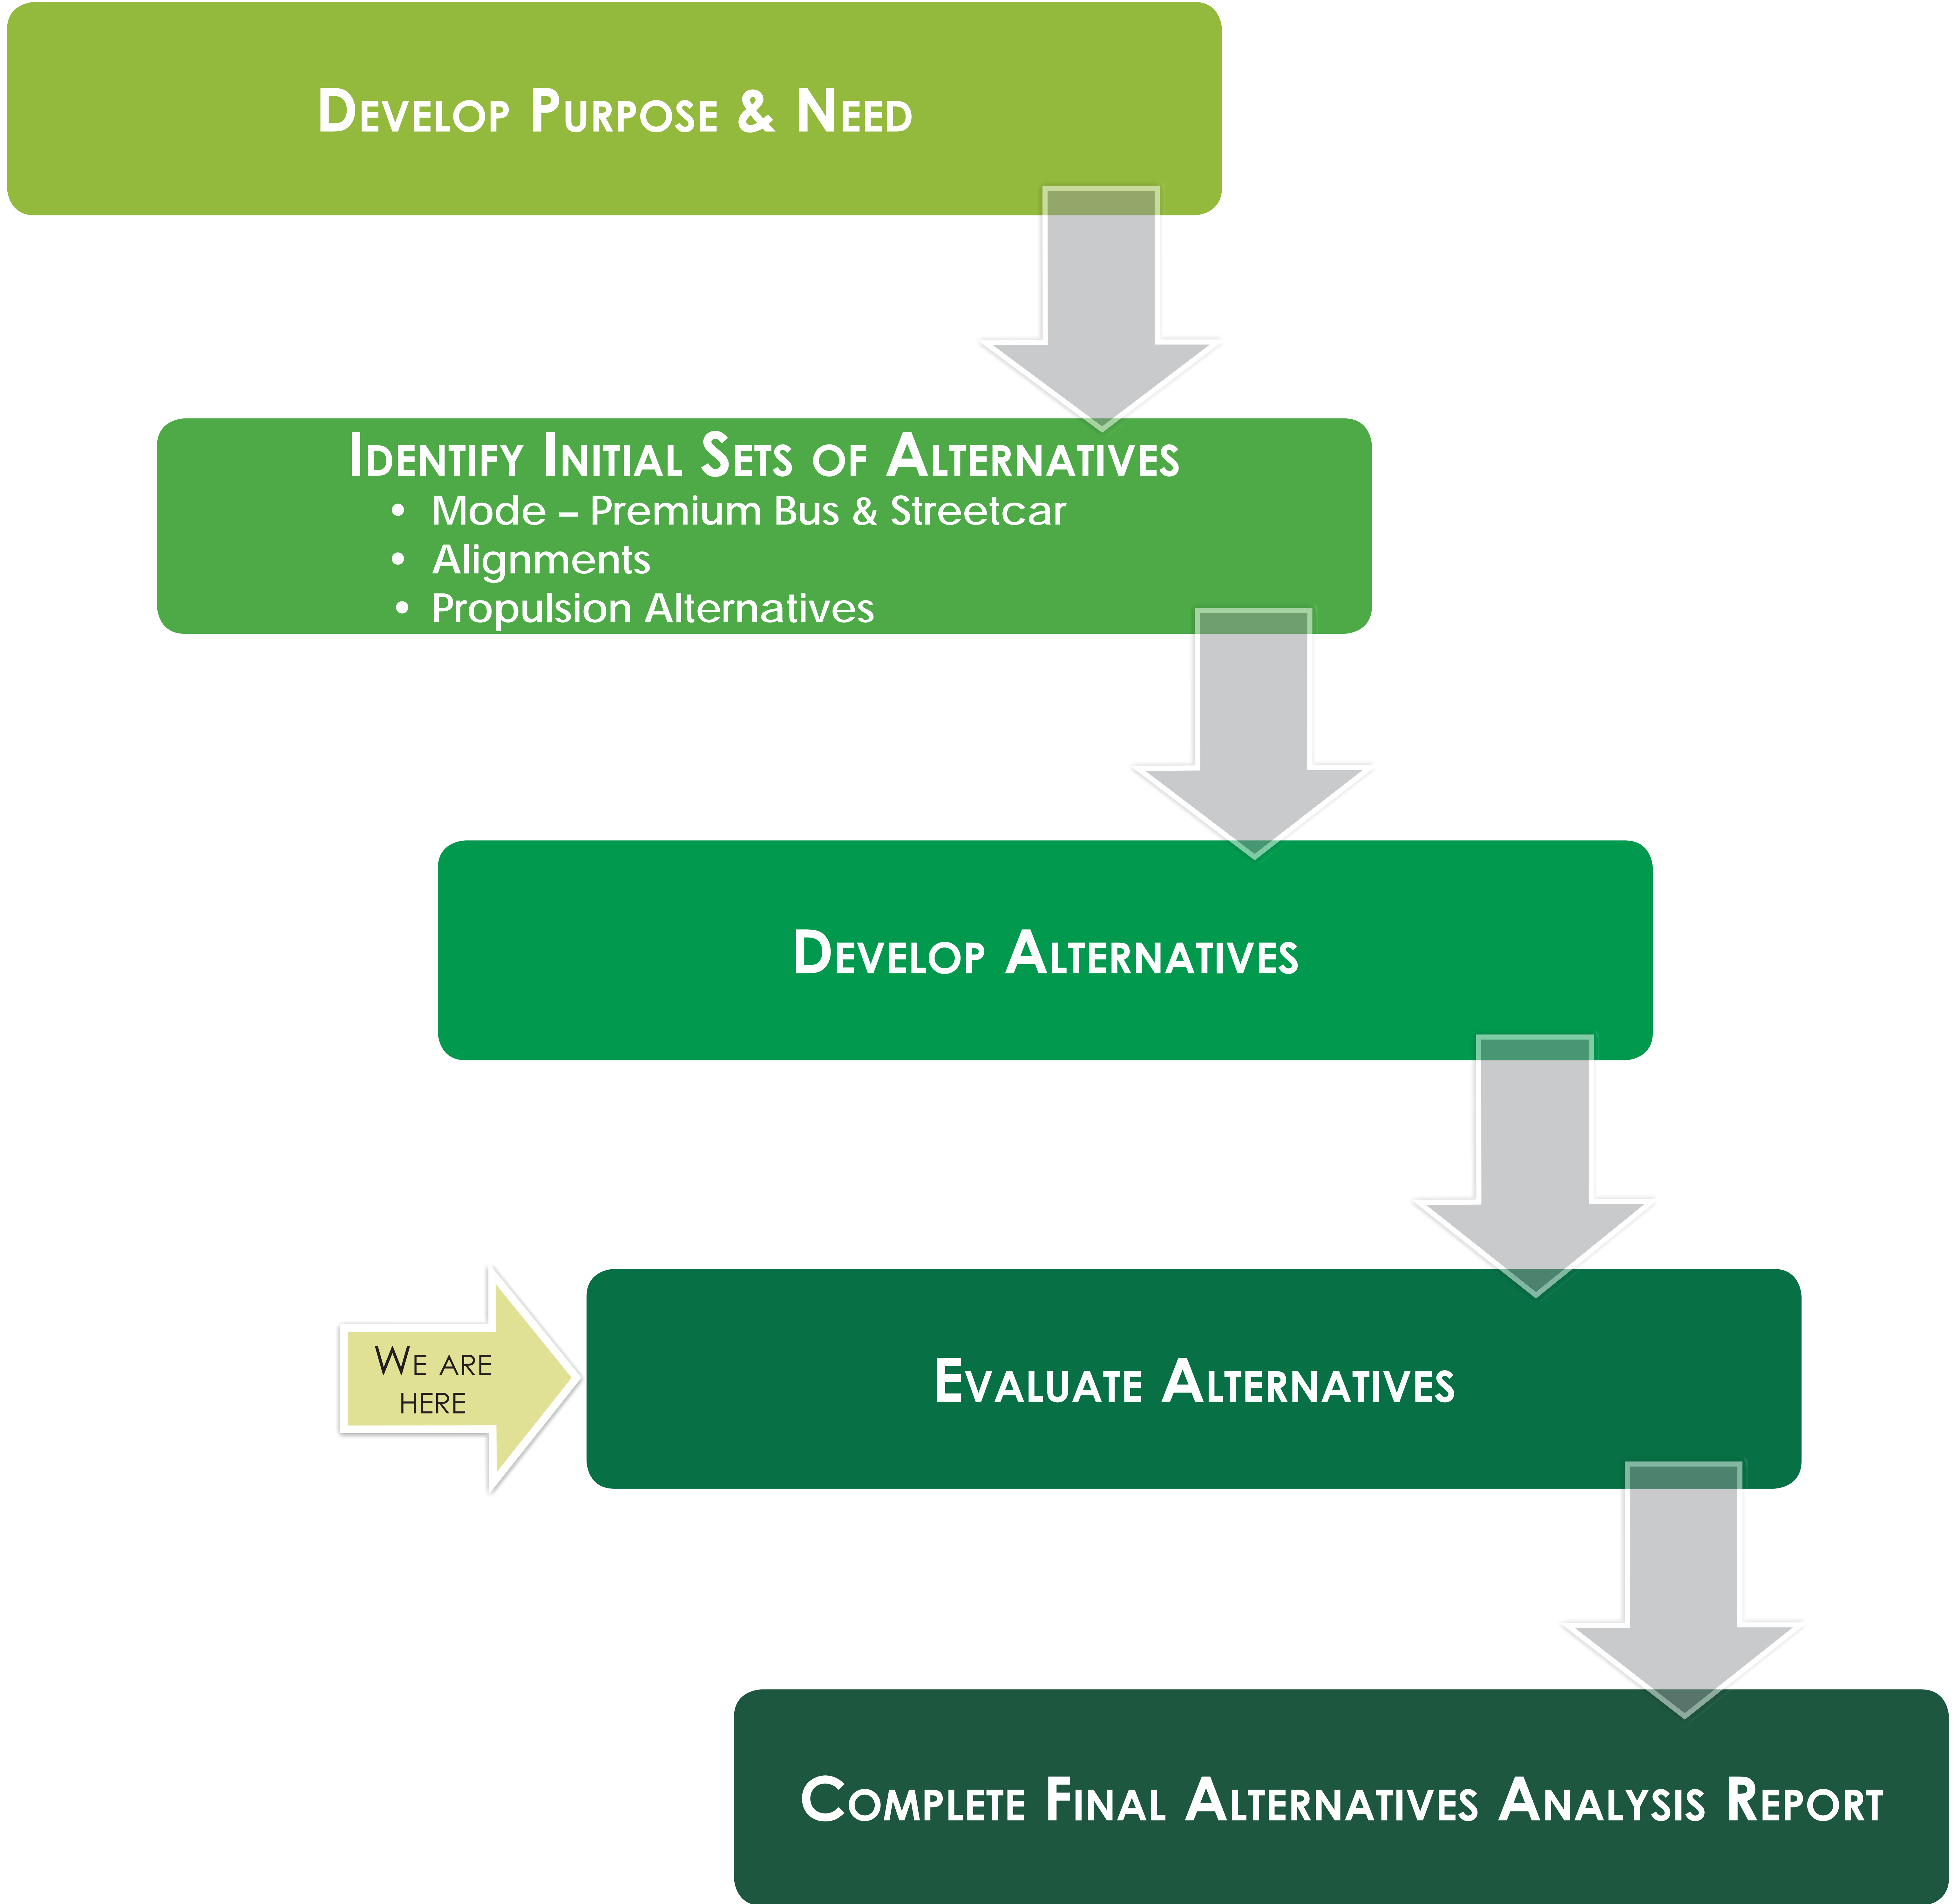 Develop Purpose & Need
Identify Initial Sets of Alternatives
• Mode – Premium Bus & Streetcar
• Alignments
• Propulsion Alternatives
Develop Alternatives
We are
here
Evaluate Alternatives
Complete Final Alternatives Analysis Report